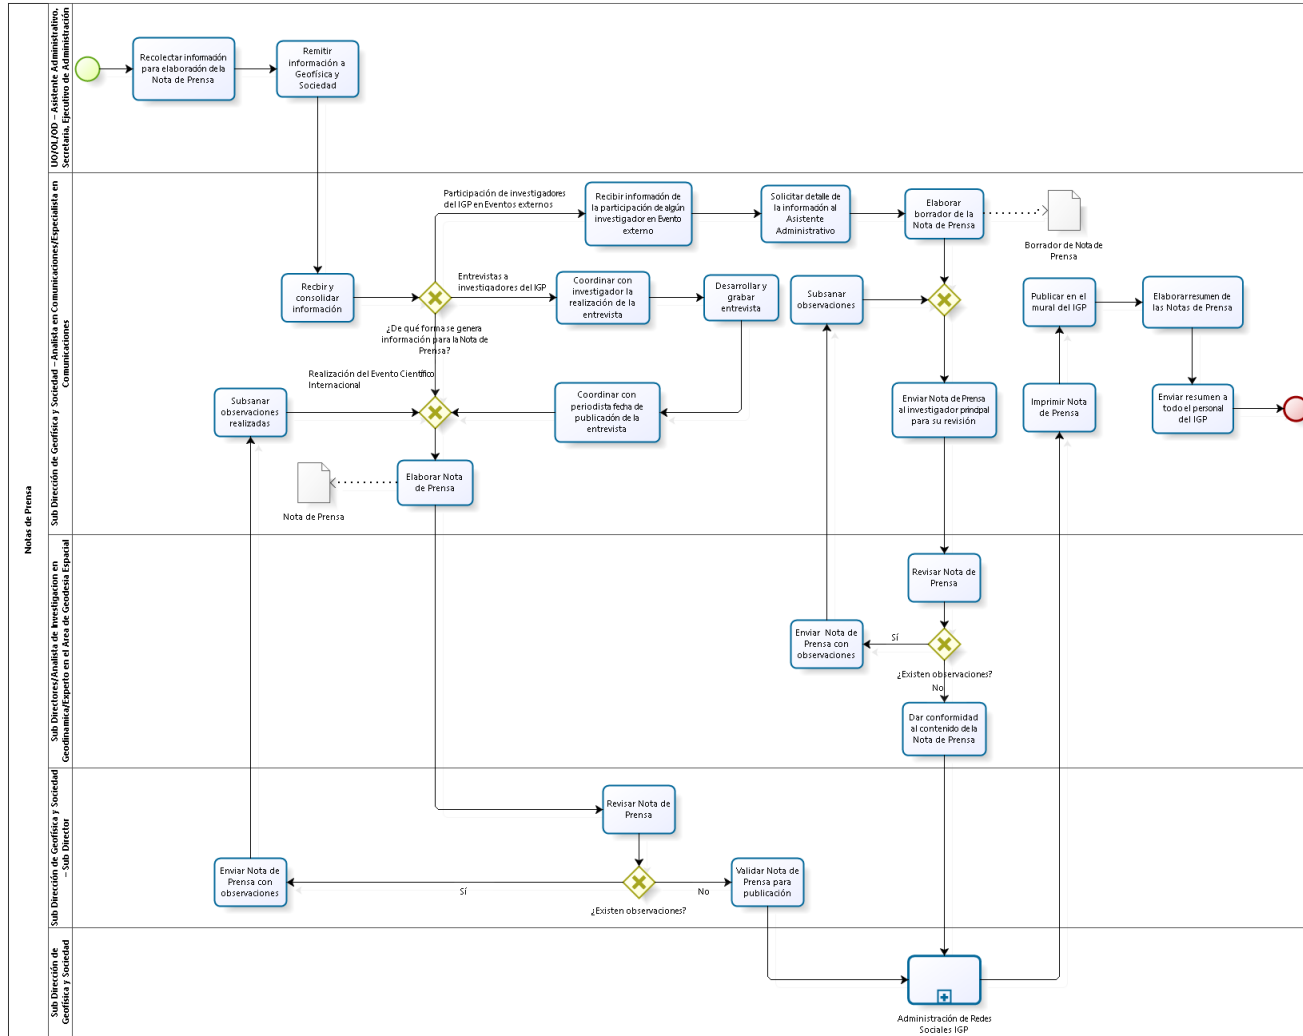 Notas de Prensa
UO/OL/OD – Asistente Administrativo,
Secretaria, Ejecutivo de Administración
Recolectar información
para elaboración de la
Nota de Prensa
Remitir
información a
Geofísica y
Sociedad
Sub Dirección de Geofísica y Sociedad – Analista en Comunicaciones/Especialista en
Comunicaciones
Participación de investigadores
del IGP en Eventos externos
Recibir información de
la participación de algún
investigador en Evento
externo
Solicitar detalle de
la información al
Asistente
Administrativo
Elaborar
borrador de la
Nota de Prensa
Borrador de Nota de
Prensa
Recbir y
consolidar
información
Entrevistas a
investigadores del IGP
¿De qué forma se genera
información para la Nota de
Prensa?
Coordinar con
investigador la
realización de la
entrevista
Desarrollar y
grabar
entrevista
Subsanar
observaciones
Publicar en el
mural del IGP
Elaborar resumen de
las Notas de Prensa
Realización del Evento Científico
Internacional
Subsanar
observaciones
realizadas
Coordinar con
periodista fecha de
publicación de la
entrevista
Enviar Nota de Prensa
al investigador principal
para su revisión
Imprimir Nota
de Prensa
Enviar resumen a
todo el personal
del IGP
Elaborar Nota
de Prensa
Nota de Prensa
Sub Directores/Analista de Investigacion en
Geodinamica/Experto en el Área de Geodesia Espacial
Revisar Nota de
Prensa
Enviar Nota de
Prensa con
observaciones
Sí
¿Existen observaciones?
No
Dar conformidad
al contenido de la
Nota de Prensa
Sub Dirección de Geofísica y Sociedad
– Sub Director
Revisar Nota de
Prensa
Enviar Nota de
Prensa con
observaciones
Sí
¿Existen observaciones?
No
Validar Nota de
Prensa para
publicación
Sub Dirección de
Geofísica y Sociedad
Administración de Redes
Sociales IGP